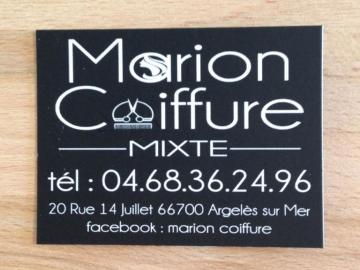 Marion
Coiffure
MIXTE
tél : 04.68.36.24.96
20 Rue 14 Juillet 66700 Argelès sur Mer
facebook : marion coiffure